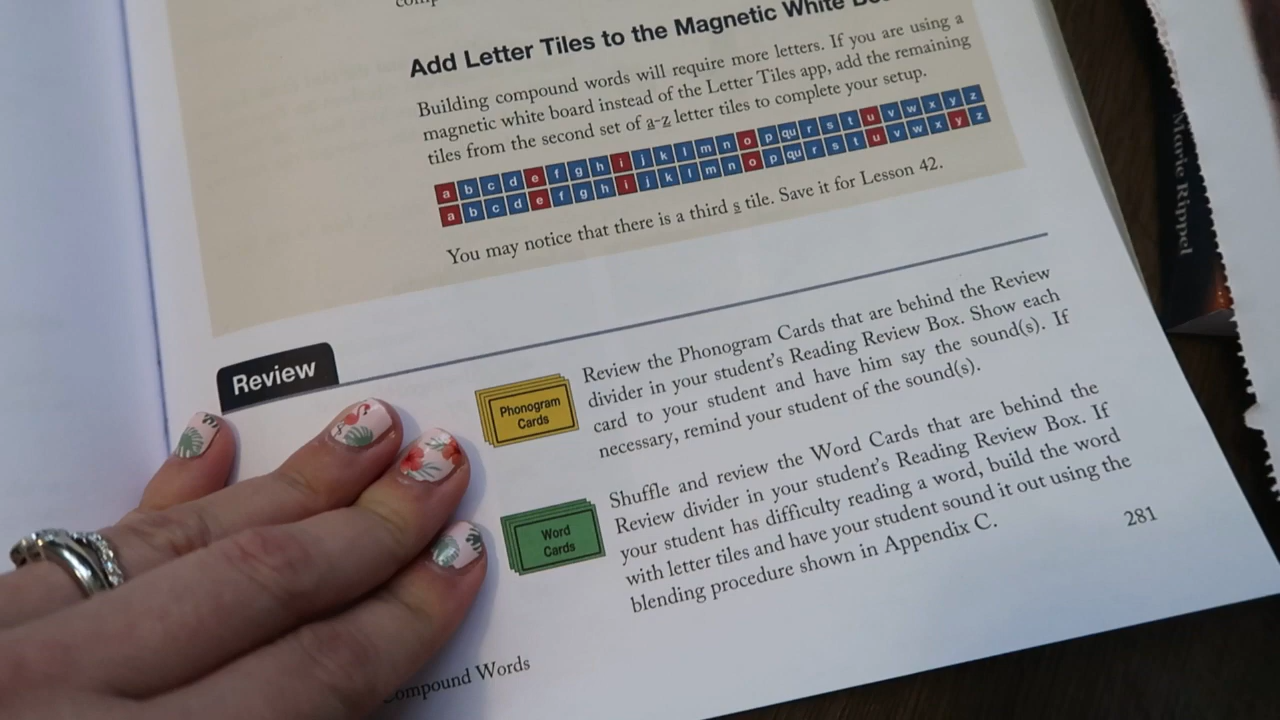 Add Letter Tiles to the Magnetic White
Building compound words will require more letters. If you are using a
magnetic white board instead of the Letter Tiles app, add the remaining
tiles from the second set of a-z letter tiles to complete your setup.
a b c d e f g h i j k l m n o p qu r s t u v w x y z
a b c d e f g h i j k l m n o p qu r s t u v w x y z
You may notice that there is a third s tile. Save it for Lesson 42.
Review
Phonogram
Cards
Review the Phonogram Cards that are behind the Review
divider in your student's Reading Review Box. Show each
card to your student and have him say the sound(s). If
necessary, remind your student of the sound(s).
Word
Cards
Shuffle and review the Word Cards that are behind the
Review divider in your student's Reading Review Box. If
your student has difficulty reading a word, build the word
with letter tiles and have your student sound it out using the
blending procedure shown in Appendix C.
281
Compound Words
Marie Rippel